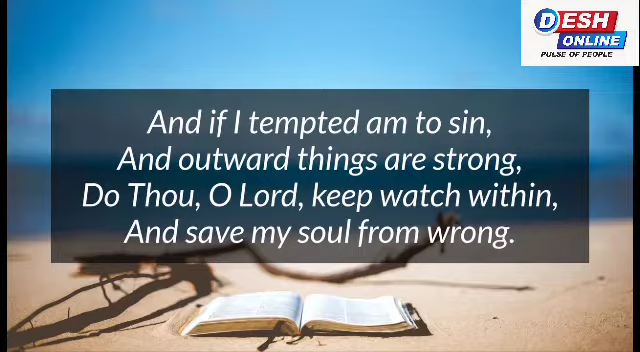 DESH
ONLINE
PULSE OF PEOPLE
And if I tempted am to sin,
And outward things are strong,
Do Thou, O Lord, keep watch within,
And save my soul from wrong.